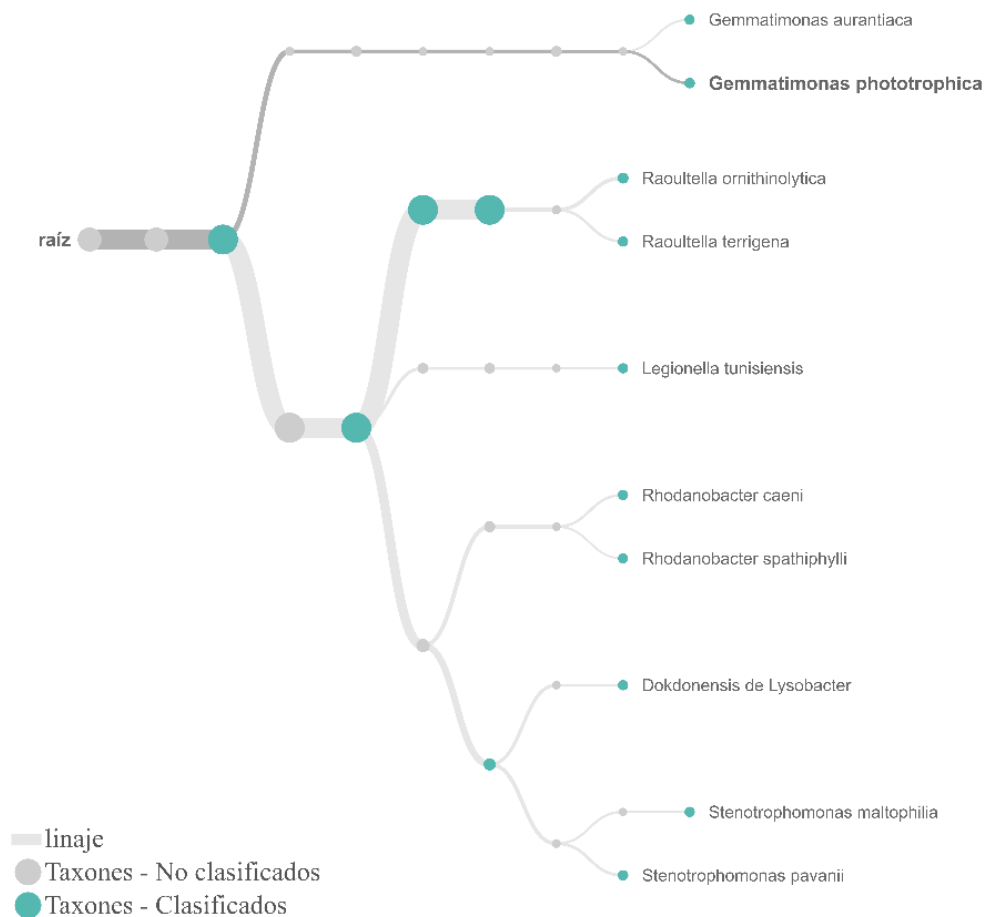 Gemmatimonas aurantiaca
Gemmatimonas phototrophica
Raoultella ornithinolytica
raíz
Raoultella terrigena
Legionella tunisiensis
Rhodanobacter caeni
Rhodanobacter spathiphylli
Dokdonensis de Lysobacter
Stenotrophomonas maltophilia
Stenotrophomonas pavanii
linaje
Taxones - No clasificados
Taxones - Clasificados